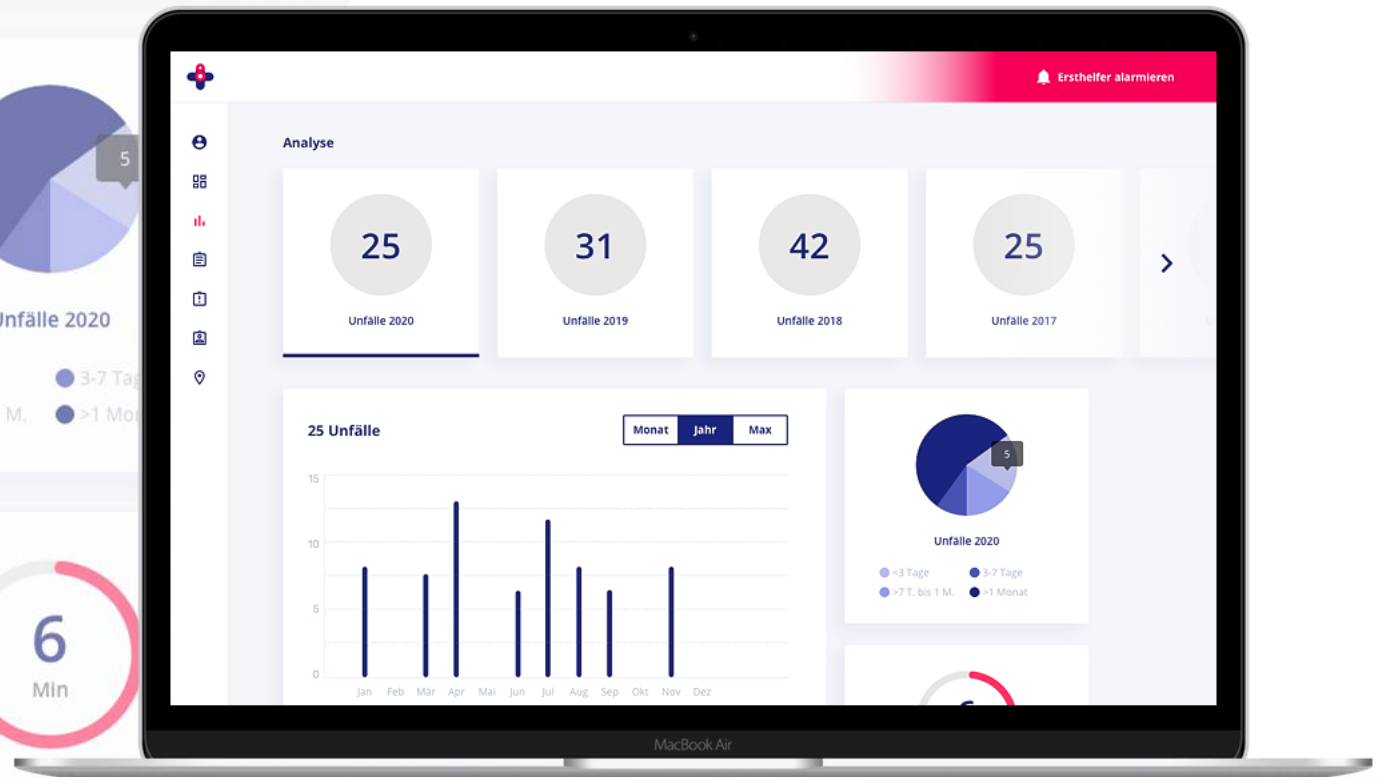 Ersthelfer alarmieren
Analyse
25
31
42
25
Unfälle 2020
Unfälle 2019
Unfälle 2018
Unfälle 2017
25 Unfälle
Monat Jahr Max
15
10
5
0
Jan Feb Mär Apr Mai Jun Jul Aug Sep Okt Nov Dez
5
Unfälle 2020
<3 Tage
3-7 Tage
>7 T. bis 1 M.
>1 Monat
MacBook Air
5
Unfälle 2020
3-7 Tag
M.
>1 Mon
6
Min